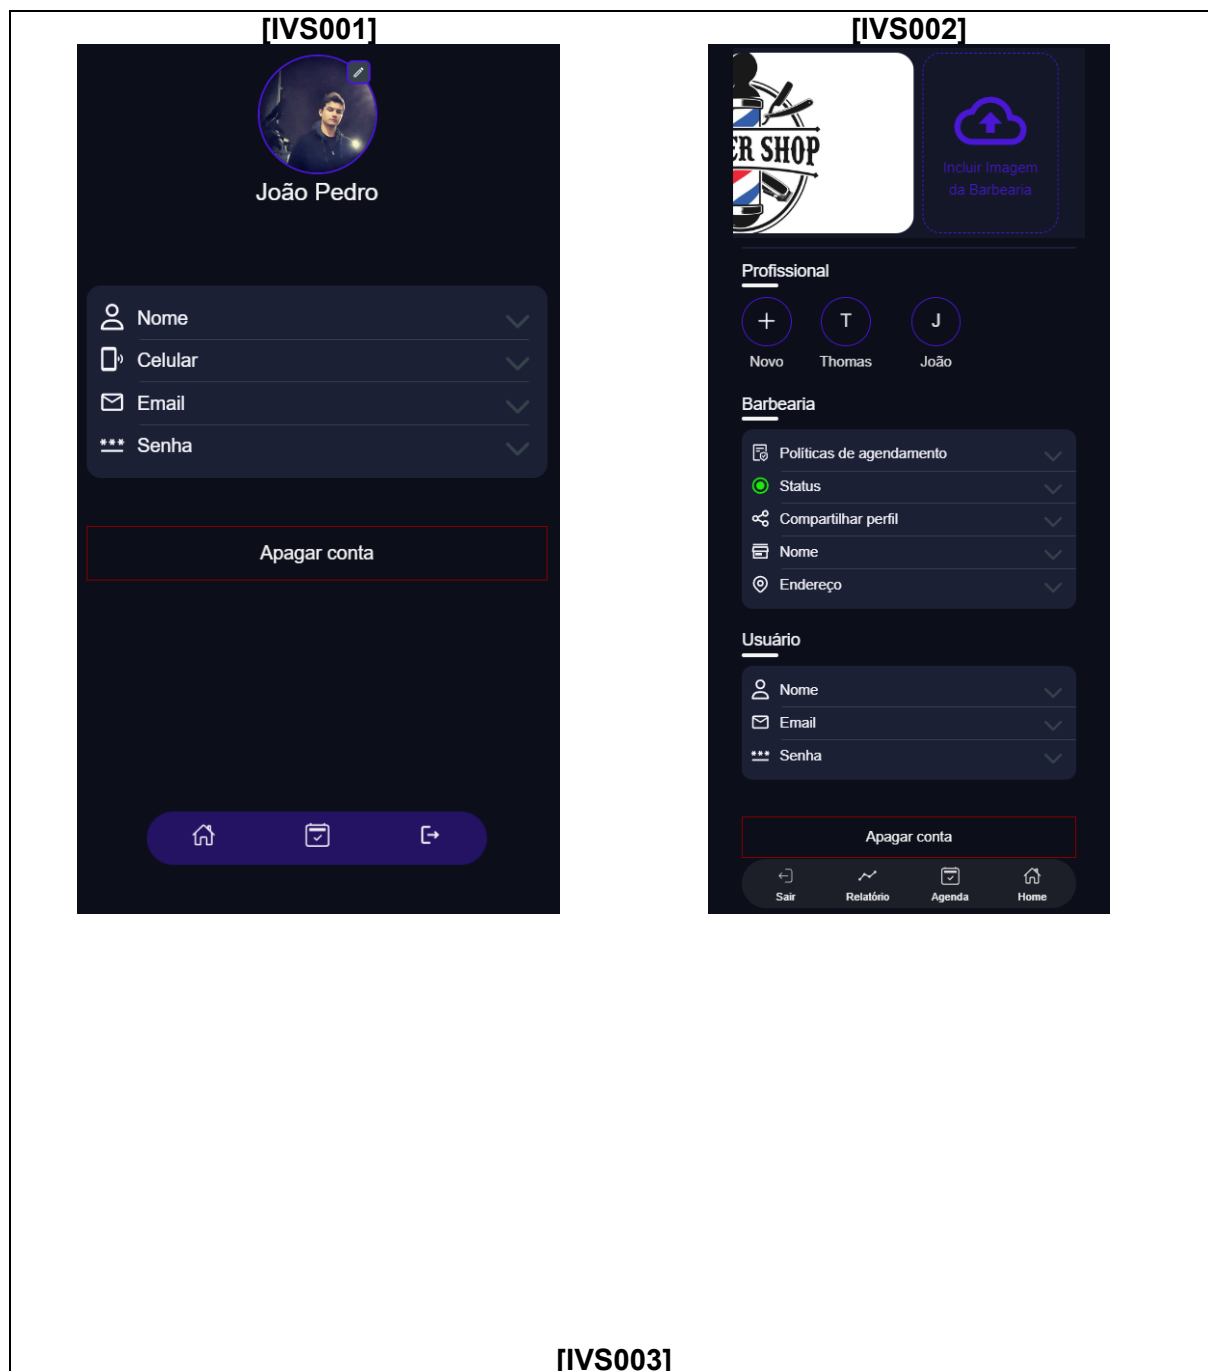 [IVS001]
João Pedro
Nome
Celular
Email
Senha
Apagar conta
[IVS002]
ER SHOP
Incluir Imagem
da Barbearia
Profissional
+
T
J
Novo
Thomas
João
Barbearia
Políticas de agendamento
Status
Compartilhar perfil
Nome
Endereço
Usuário
Nome
Email
*** Senha
Apagar conta
Sair
Relatório
Agenda
Home
[IVS003]